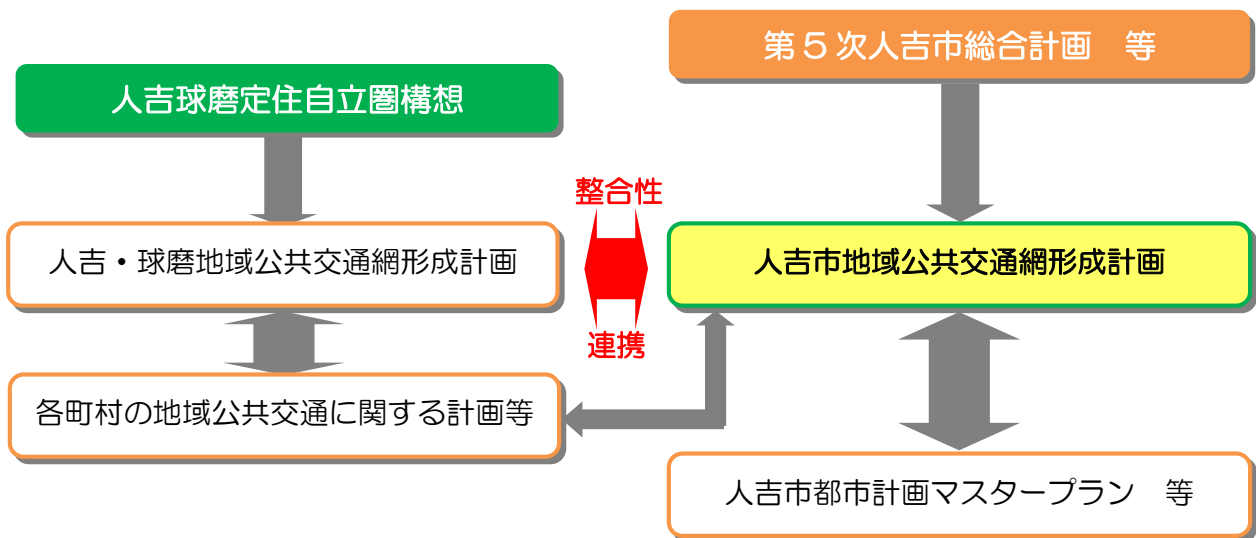 第5次人吉市総合計画　等
人吉球磨定住自立圏構想
整合性
人吉・球磨地域公共交通網形成計画
人吉市地域公共交通網形成計画
連携
各町村の地域公共交通に関する計画等
人吉市都市計画マスタープラン　等